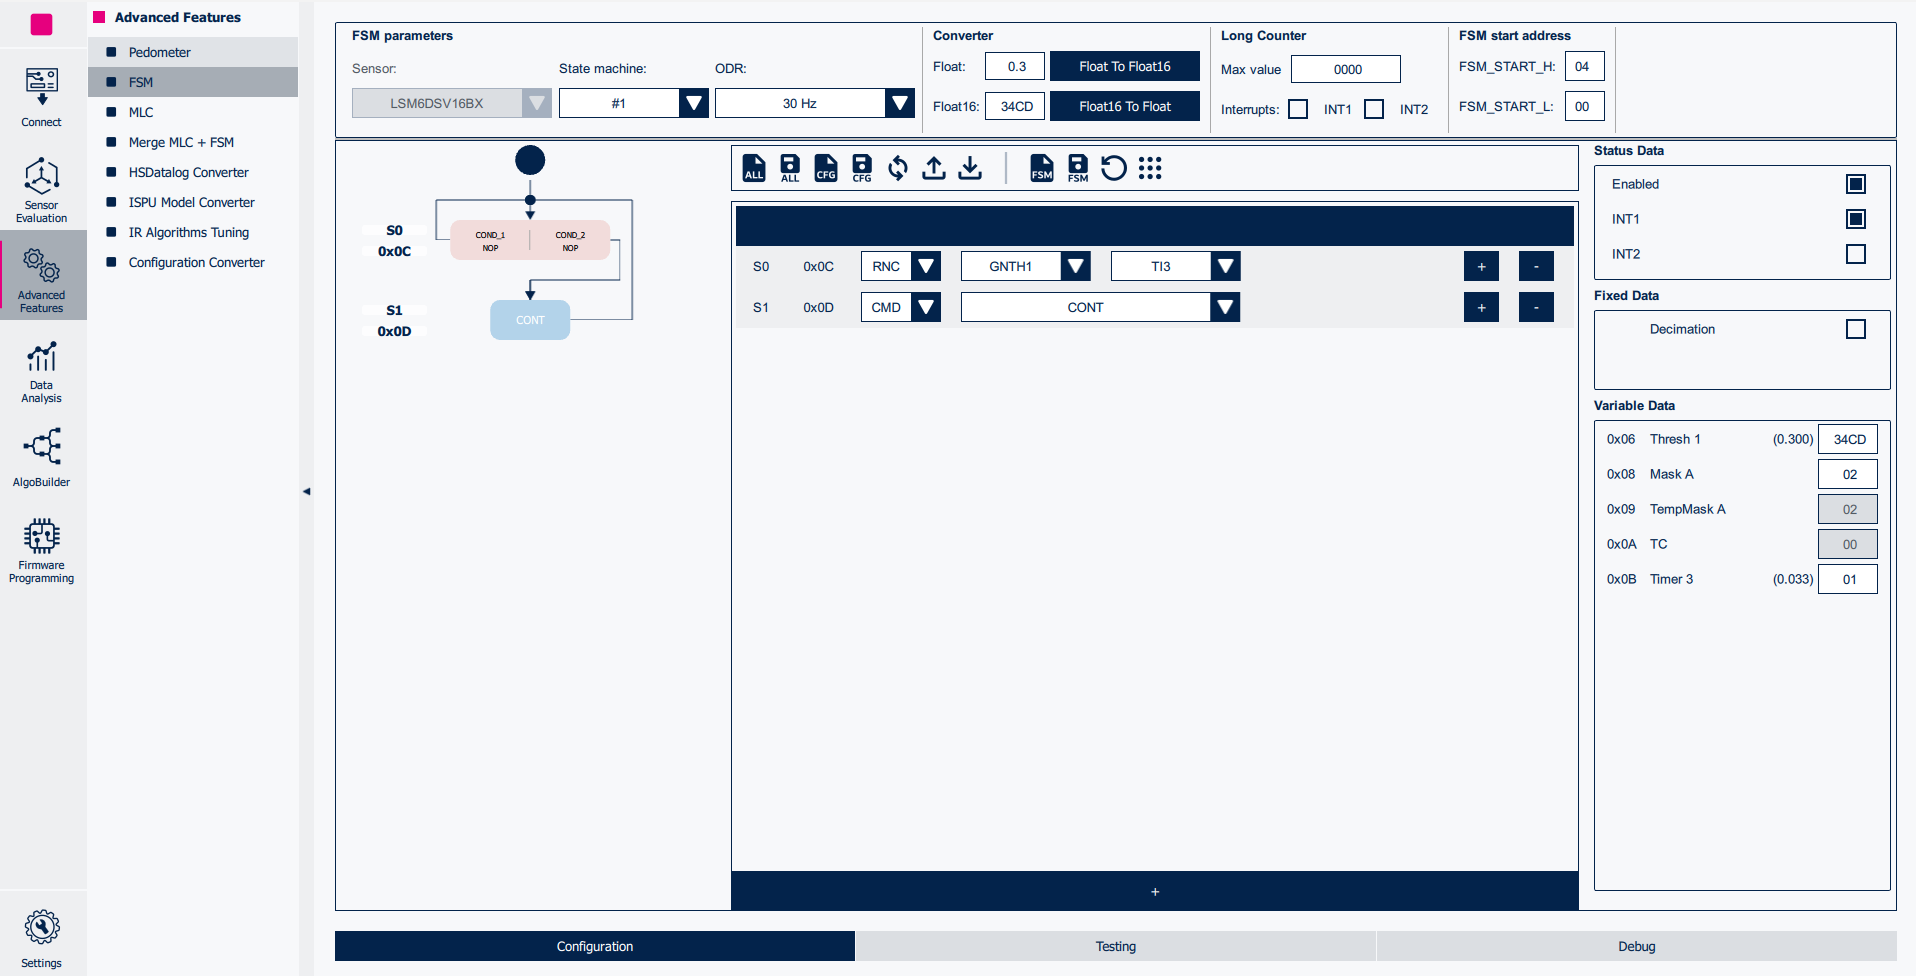 Advanced Features
Pedometer
FSM
MLC
Merge MLC + FSM
HSDatalog Converter
ISPU Model Converter
IR Algorithms Tuning
Configuration Converter
Connect
Sensor
Evaluation
Advanced
Features
Data
Analysis
AlgoBuilder
Firmware
Programming
Settings
FSM parameters
Sensor: State machine: ODR:
LSM6DSV16BX #1 30 Hz
Converter
Float: 0.3 Float To Float16
Float16: 34CD Float16 To Float
Long Counter
Max value 0000
Interrupts: INT1 INT2
FSM start address
FSM_START_H: 04
FSM_START_L: 00
S0
0x0C
COND_1 COND_2
NOP NOP
S1
0x0D
CONT
ALL ALL CFG CFG FSM FSM
S0 0x0C RNC GNTH1 TI3 + -
S1 0x0D CMD CONT + -
+
Status Data
Enabled
INT1
INT2
Fixed Data
Decimation
Variable Data
0x06 Thresh 1 (0.300) 34CD
0x08 Mask A 02
0x09 TempMask A 02
0x0A TC 00
0x0B Timer 3 (0.033) 01
Configuration Testing Debug